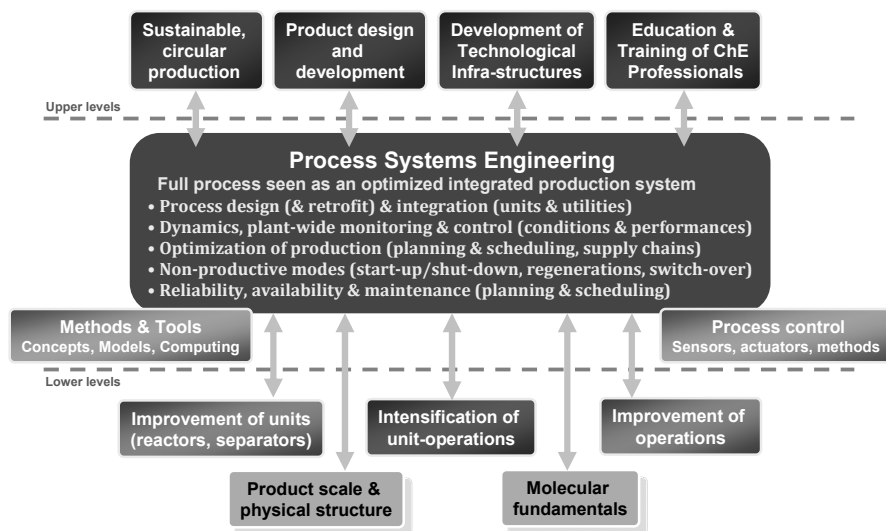 Sustainable,
circular
production
Product design
and
development
Development of
Technological
Infra-structures
Education &
Training of ChE
Professionals
Upper levels
Process Systems Engineering
Full process seen as an optimized integrated production system
• Process design (& retrofit) & integration (units & utilities)
• Dynamics, plant-wide monitoring & control (conditions & performances)
• Optimization of production (planning & scheduling, supply chains)
• Non-productive modes (start-up/shut-down, regenerations, switch-over)
• Reliability, availability & maintenance (planning & scheduling)
Methods & Tools
Concepts, Models, Computing
Process control
Sensors, actuators, methods
Lower levels
Improvement of units
(reactors, separators)
Intensification of
unit-operations
Improvement of
operations
Product scale &
physical structure
Molecular
fundamentals